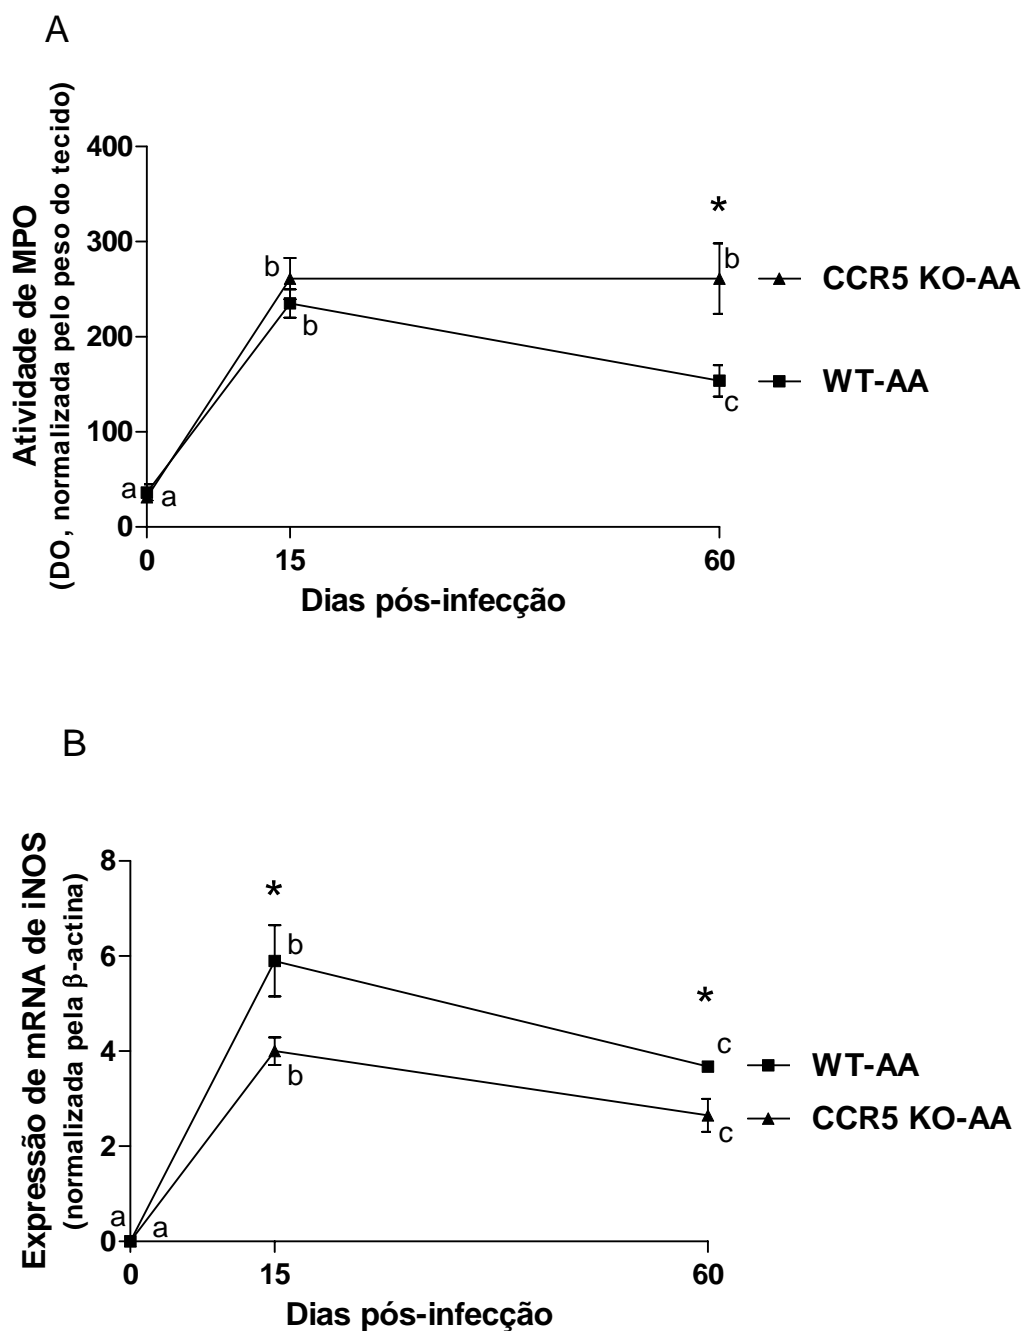 A
Atividade de MPO
(DO, normalizada pelo peso do tecido)
400
300
200
100
0
*
b
b
b
c
a
a
CCR5 KO-AA
WT-AA
0
15
60
Dias pós-infecção
B
Expressão de mRNA de iNOS
(normalizada pela β-actina)
8
6
4
2
0
*
b
b
*
c
c
a
a
WT-AA
CCR5 KO-AA
0
15
60
Dias pós-infecção